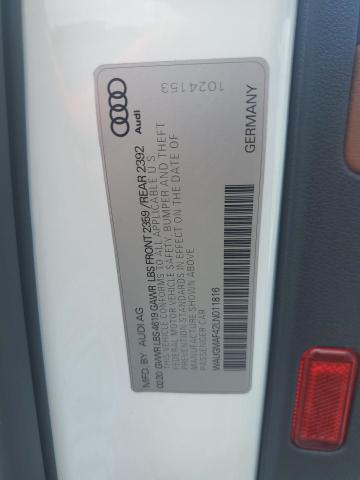 Audi
1024153
MFD. BY AUDI AG
02/20 GVWR LBS 4619 GAWR LBS FRONT 2359 / REAR 2392
THIS VEHICLE CONFORMS TO ALL APPLICABLE U.S.
FEDERAL MOTOR VEHICLE SAFETY, BUMPER AND THEFT
PREVENTION STANDARDS IN EFFECT ON THE DATE OF
MANUFACTURE SHOWN ABOVE.
PASSENGER CAR
WAUGMAF42LN011816
GERMANY